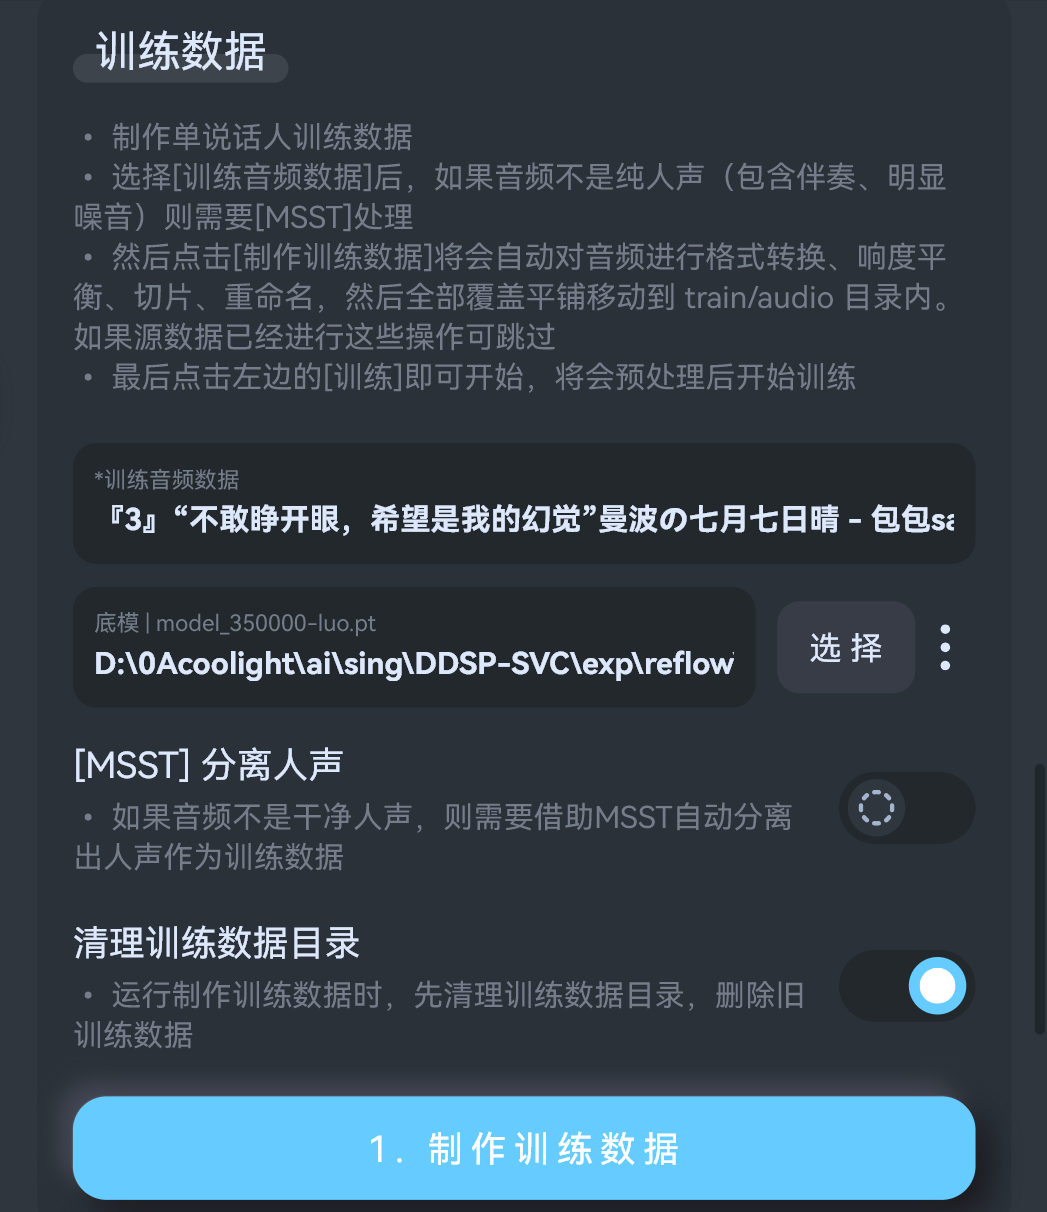 训练数据
• 制作单说话人训练数据
• 选择[训练音频数据]后，如果音频不是纯人声（包含伴奏、明显
噪音）则需要[MSST]处理
• 然后点击[制作训练数据]将会自动对音频进行格式转换、响度平
衡、切片、重命名，然后全部覆盖平铺移动到 train/audio 目录内。
如果源数据已经进行这些操作可跳过
• 最后点击左边的[训练]即可开始，将会预处理后开始训练
*训练音频数据
『3』“不敢睁开眼，希望是我的幻觉”曼波の七月七日晴 - 包包sa
底模 | model_350000-luo.pt
D:\0Acoolight\ai\sing\DDSP-SVC\exp\reflow\
选择
[MSST] 分离人声
• 如果音频不是干净人声，则需要借助MSST自动分离
出人声作为训练数据
清理训练数据目录
• 运行制作训练数据时，先清理训练数据目录，删除旧
训练数据
1. 制作训练数据